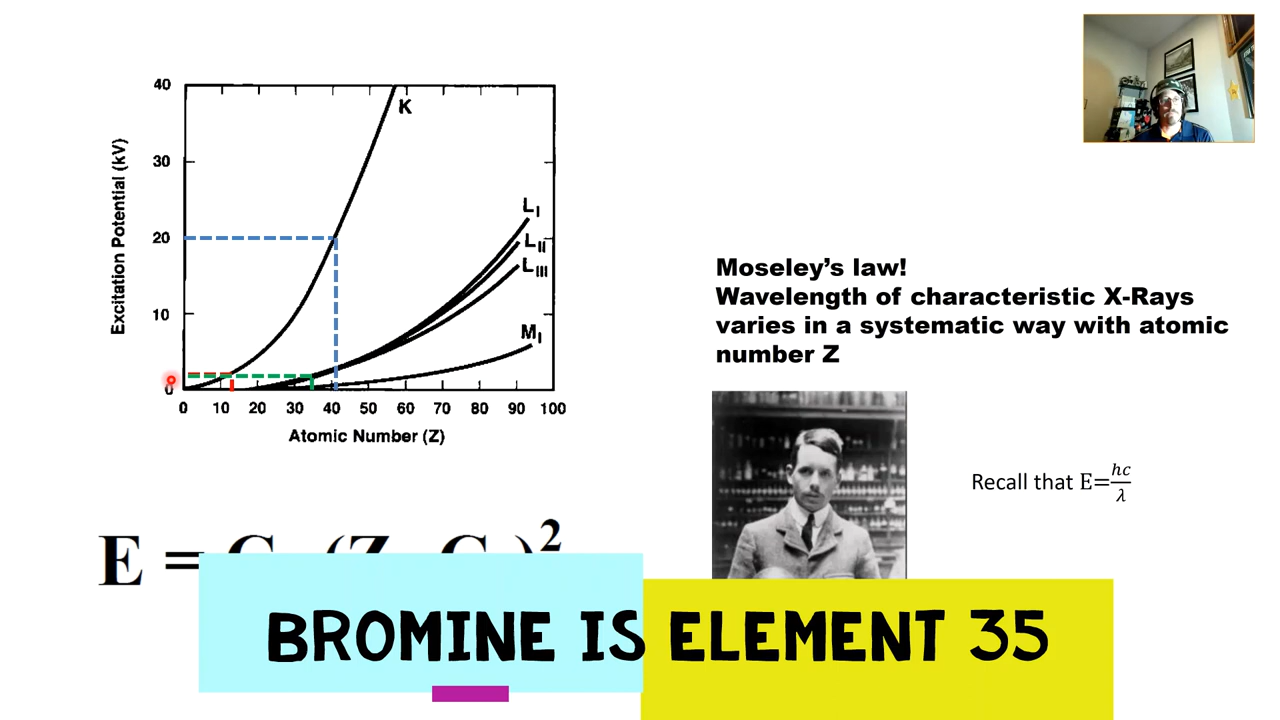 40
30
20
10
0
Excitation Potential (kV)
K
LI
LII
LIII
MI
0 10 20 30 40 50 60 70 80 90 100
Atomic Number (Z)
Moseley’s law!
Wavelength of characteristic X-Rays
varies in a systematic way with atomic
number Z
Recall that E=hc/λ
E = C (Z C )2
BROMINE IS ELEMENT 35